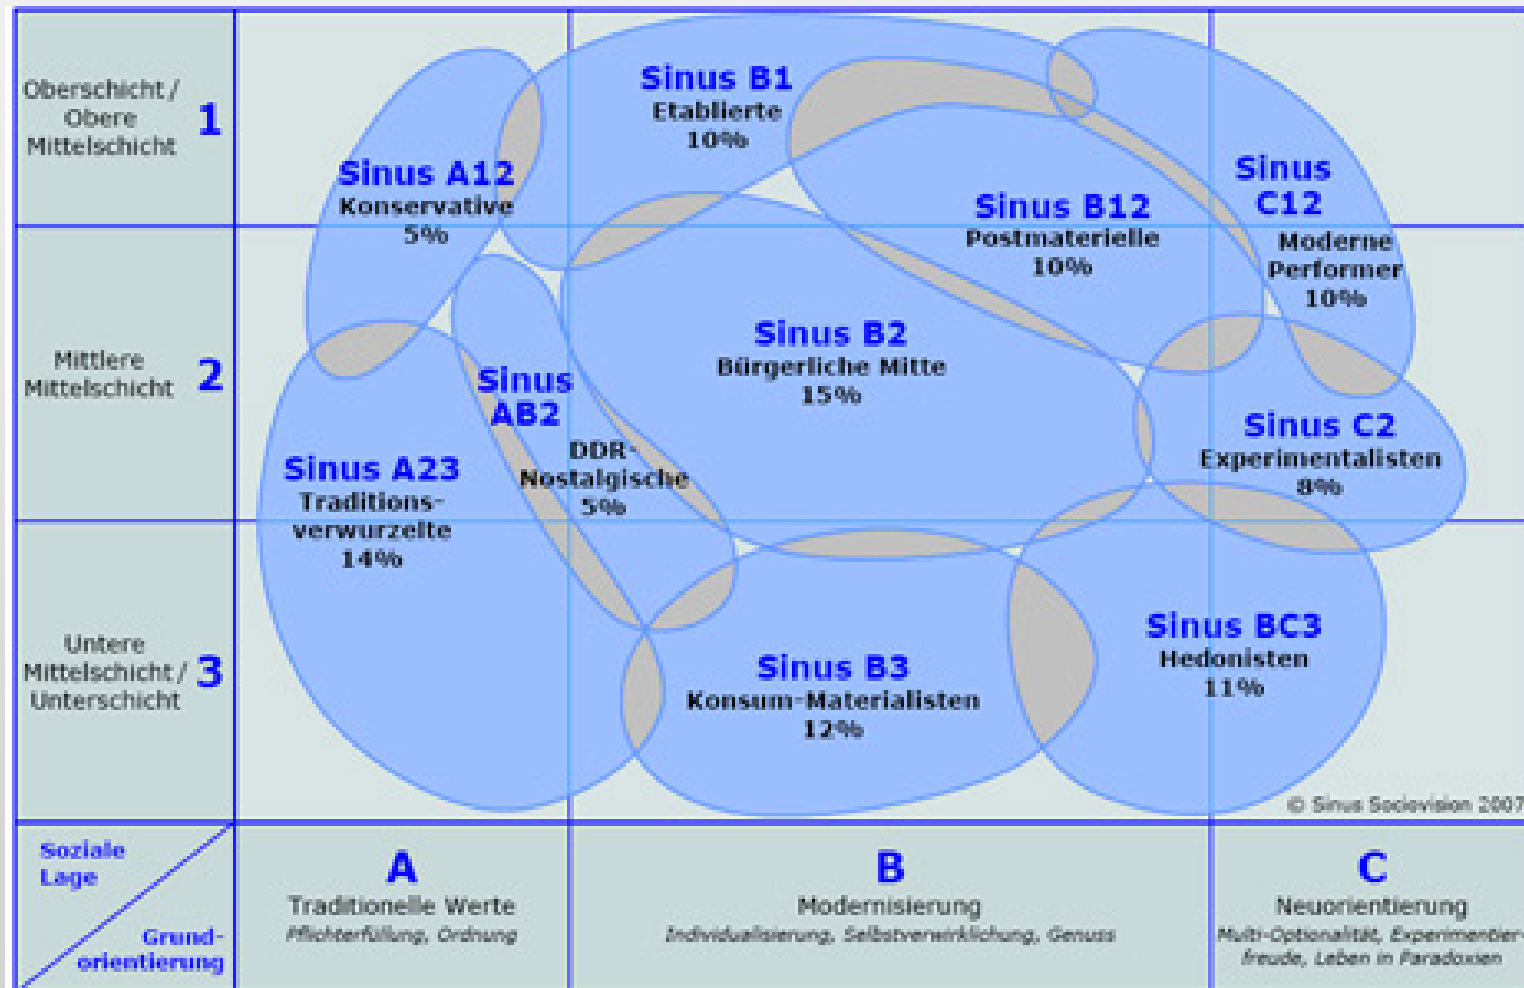 Oberschicht /
Obere
Mittelschicht
1
Mittlere
Mittelschicht
2
Untere
Mittelschicht /
Unterschicht
3
Sinus A12
Konservative
5%
Sinus B1
Etablierte
10%
Sinus B12
Postmaterielle
10%
Sinus
C12
Moderne
Performer
10%
Sinus A23
Traditions-
verwurzelte
14%
Sinus
AB2
DDR-
Nostalgische
5%
Sinus B2
Bürgerliche Mitte
15%
Sinus C2
Experimentalisten
8%
Sinus B3
Konsum-Materialisten
12%
Sinus BC3
Hedonisten
11%
© Sinus Sociovision 2007
Soziale
Lage
Grund-
orientierung
A
Traditionelle Werte
Pflichterfüllung, Ordnung
B
Modernisierung
Individualisierung, Selbstverwirklichung, Genuss
C
Neuorientierung
Multi-Optionalität, Experimentier-
freude, Leben in Paradoxien